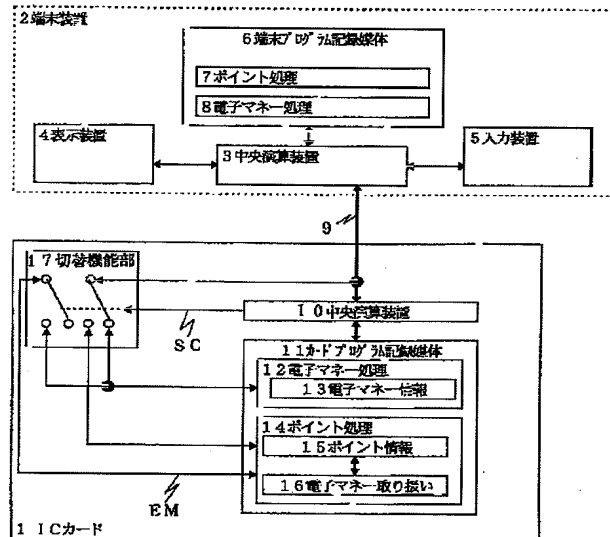 2端末装置
6端末プログラム記録媒体
7ポイント処理
8電子マネー処理
4表示装置
3中央演算装置
5入力装置
9
17切替機能部
10中央演算装置
SC
11カードプログラム記録媒体
12電子マネー処理
13電子マネー情報
14ポイント処理
15ポイント情報
16電子マネー取り扱い
EM
1 ICカード